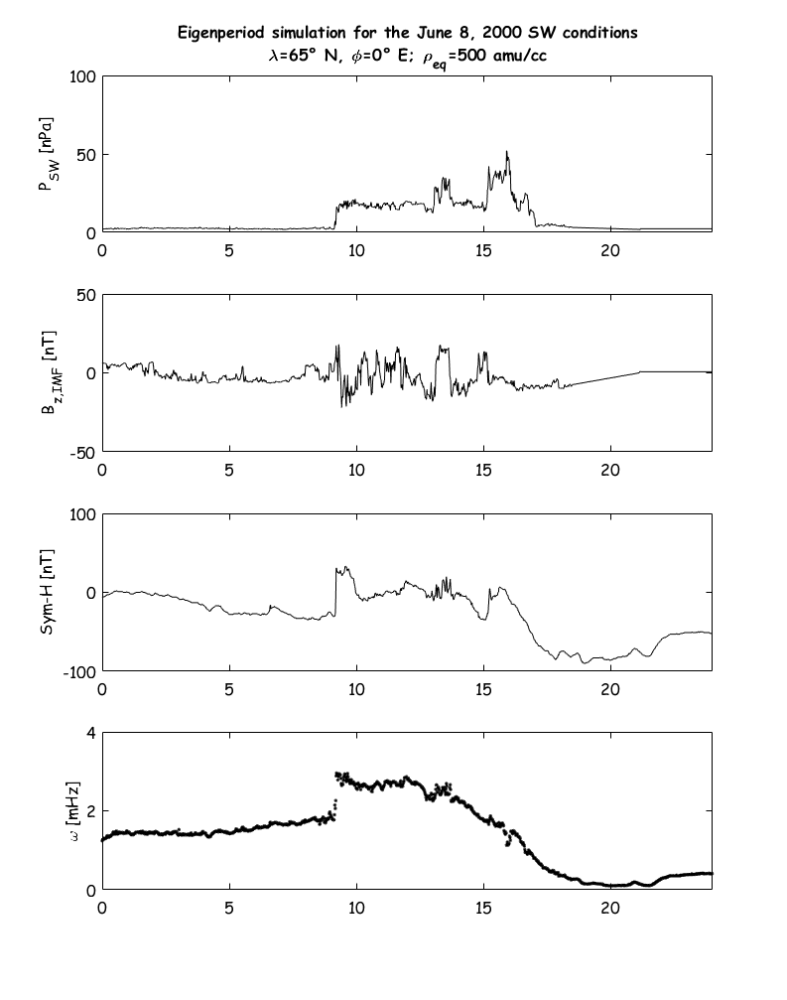 Eigenperiod simulation for the June 8, 2000 SW conditions
λ=65° N, ϕ=0° E; ρeq=500 amu/cc
100
50
0
PSW [nPa]
0 5 10 15 20
50
0
-50
Bz,IMF [nT]
0 5 10 15 20
100
0
-100
Sym-H [nT]
0 5 10 15 20
4
2
0
ω [mHz]
0 5 10 15 20